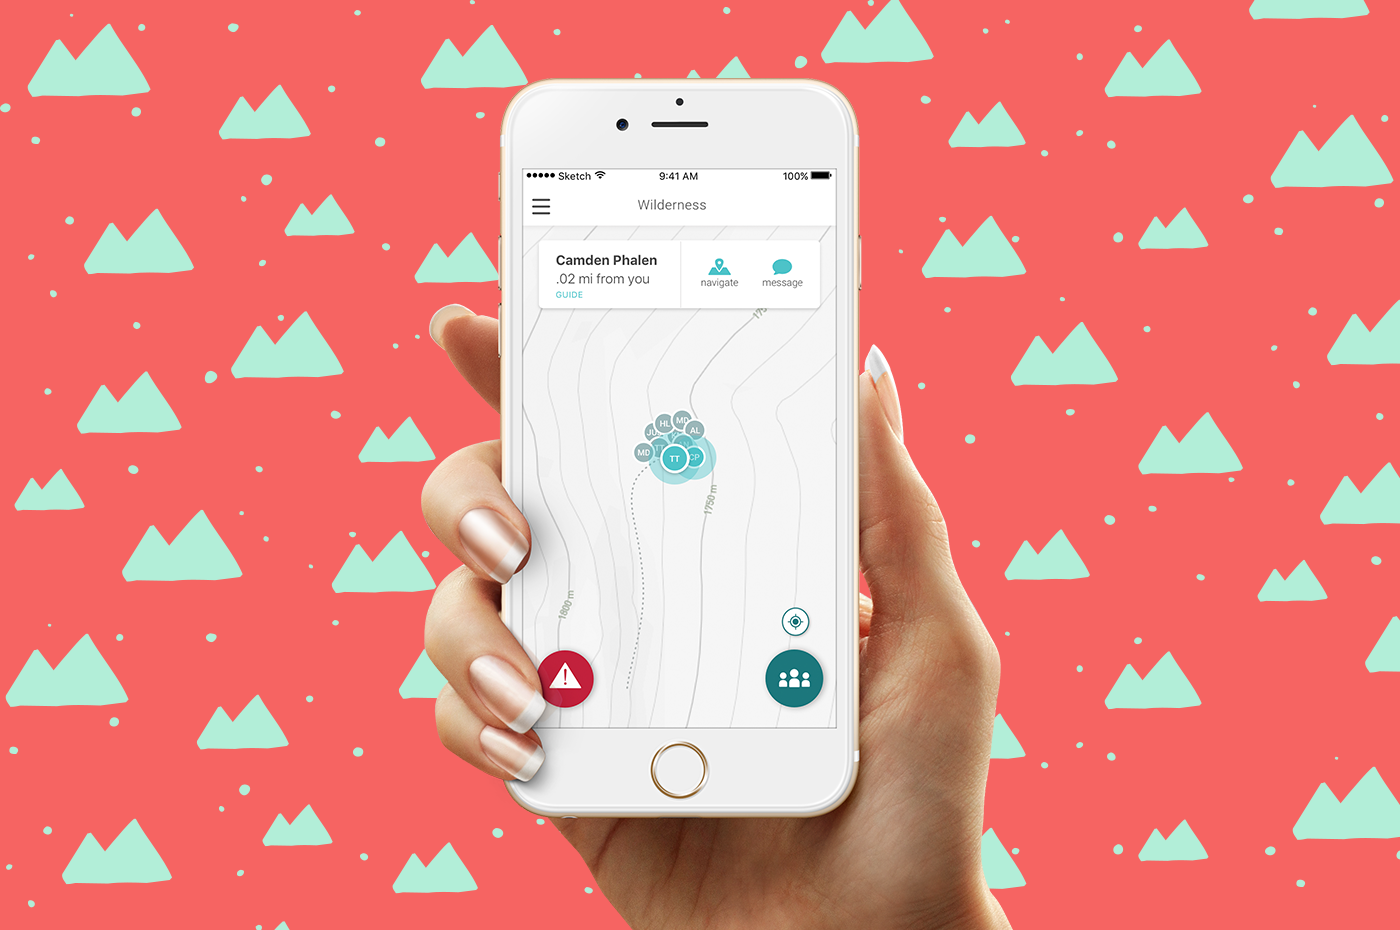 Sketch 9:41 AM 100%
Wilderness
Camden Phalen
.02 mi from you
GUIDE
navigate
message
HL
MD
AL
MD
TT
CP
1750 m
1800 m